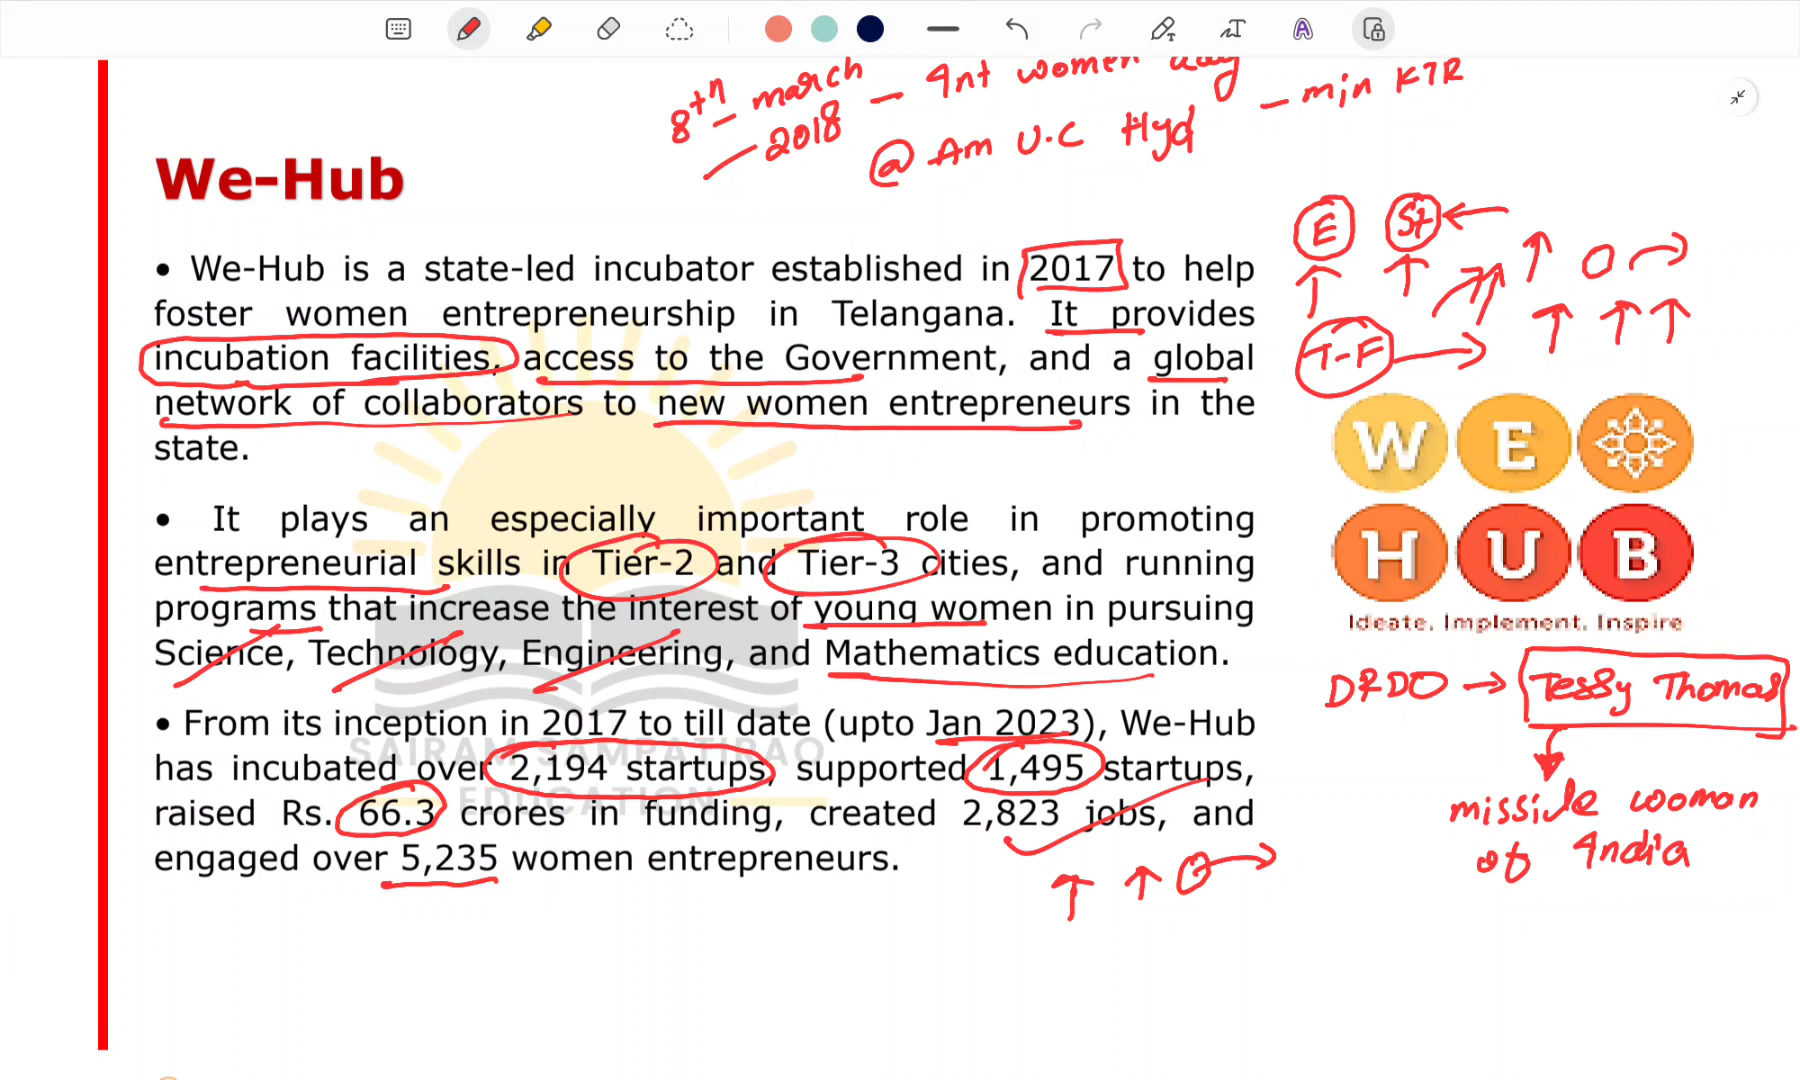 8th march - Int women day
- 2018 @ Am U.C Hyd - min KTR
We-Hub
• We-Hub is a state-led incubator established in 2017 to help
foster women entrepreneurship in Telangana. It provides
incubation facilities, access to the Government, and a global
network of collaborators to new women entrepreneurs in the
state.
• It plays an especially important role in promoting
entrepreneurial skills in Tier-2 and Tier-3 cities, and running
programs that increase the interest of young women in pursuing
Science, Technology, Engineering, and Mathematics education.
• From its inception in 2017 to till date (upto Jan 2023), We-Hub
has incubated over 2,194 startups, supported 1,495 startups,
raised Rs. 66.3 crores in funding, created 2,823 jobs, and
engaged over 5,235 women entrepreneurs.
SAIRAM SAMPATIRAO
EDUCATION
E St
T-F
W E
H U B
Ideate. Implement. Inspire
DRDO → Tessy Thomas
missile woman
of India